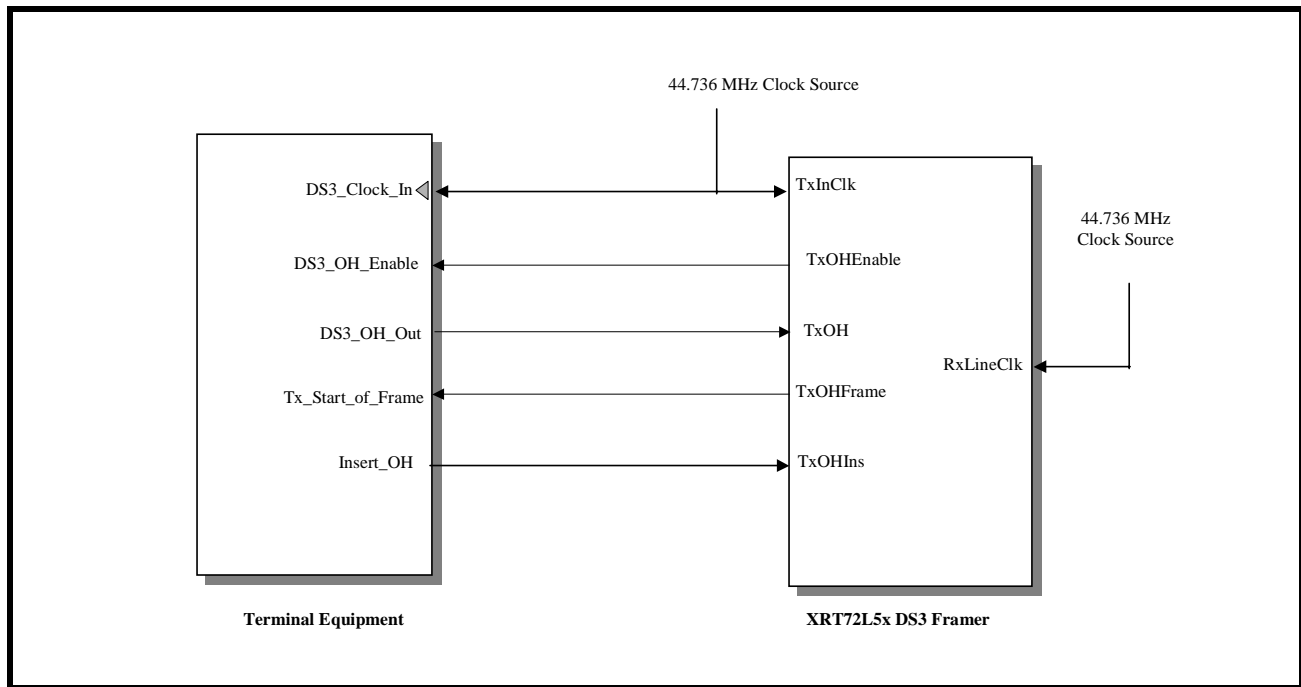 44.736 MHz Clock Source
DS3_Clock_In
TxInClk
44.736 MHz
Clock Source
DS3_OH_Enable
TxOHEnable
DS3_OH_Out
TxOH
RxLineClk
Tx_Start_of_Frame
TxOHFrame
Insert_OH
TxOHIns
Terminal Equipment
XRT72L5x DS3 Framer